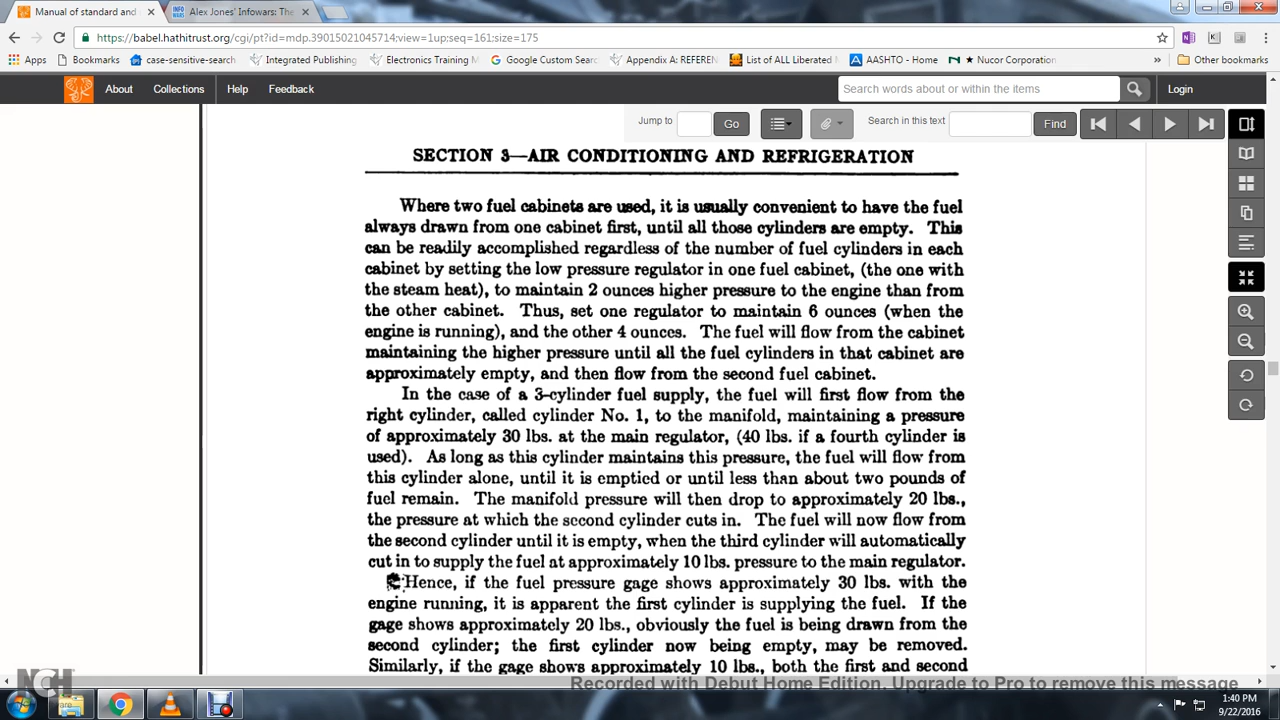 Manual of standard and
Alex Jones' Infowars: The
https://babel.hathitrust.org/cgi/pt?id=mdp.39015021045714;view=1up;seq=161;size=175
Apps
Bookmarks
case-sensitive-search
Integrated Publishing
Electronics Training M
Google Custom Searc
Appendix A: REFEREN
List of ALL Liberated
AASHTO - Home
★ Nucor Corporation
»
Other bookmarks
About
Collections
Help
Feedback
Search words about or within the items
Login
Jump to
Go
Search in this text
Find
SECTION 3—AIR CONDITIONING AND REFRIGERATION
Where two fuel cabinets are used, it is usually convenient to have the fuel
always drawn from one cabinet first, until all those cylinders are empty. This
can be readily accomplished regardless of the number of fuel cylinders in each
cabinet by setting the low pressure regulator in one fuel cabinet, (the one with
the steam heat), to maintain 2 ounces higher pressure to the engine than from
the other cabinet. Thus, set one regulator to maintain 6 ounces (when the
engine is running), and the other 4 ounces. The fuel will flow from the cabinet
maintaining the higher pressure until all the fuel cylinders in that cabinet are
approximately empty, and then flow from the second fuel cabinet.
In the case of a 3-cylinder fuel supply, the fuel will first flow from the
right cylinder, called cylinder No. 1, to the manifold, maintaining a pressure
of approximately 30 lbs. at the main regulator, (40 lbs. if a fourth cylinder is
used). As long as this cylinder maintains this pressure, the fuel will flow from
this cylinder alone, until it is emptied or until less than about two pounds of
fuel remain. The manifold pressure will then drop to approximately 20 lbs.,
the pressure at which the second cylinder cuts in. The fuel will now flow from
the second cylinder until it is empty, when the third cylinder will automatically
cut in to supply the fuel at approximately 10 lbs. pressure to the main regulator.
Hence, if the fuel pressure gage shows approximately 30 lbs. with the
engine running, it is apparent the first cylinder is supplying the fuel. If the
gage shows approximately 20 lbs., obviously the fuel is being drawn from the
second cylinder; the first cylinder now being empty, may be removed.
Similarly, if the gage shows approximately 10 lbs., both the first and second
NCH
Recorded with Debut Home Edition. Upgrade to Pro to remove this message
1:40 PM
9/22/2016